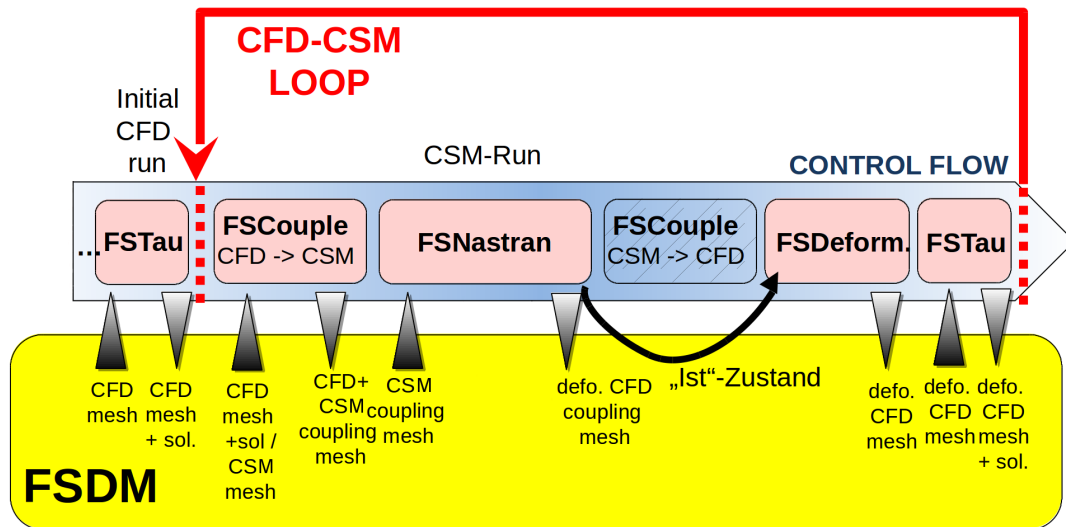 CFD-CSM
LOOP
Initial
CFD
run
CSM-Run
CONTROL FLOW
...
FSTau
FSCouple
CFD -> CSM
FSNastran
FSCouple
CSM -> CFD
FSDeform.
FSTau
CFD
mesh
CFD
mesh
+ sol.
CFD
mesh
+sol /
CSM
mesh
CFD+
CSM
coupling
mesh
CSM
coupling
mesh
defo. CFD
coupling
mesh
„Ist“-Zustand
defo.
CFD
mesh
defo.
CFD
mesh
defo.
CFD
mesh
+ sol.
FSDM